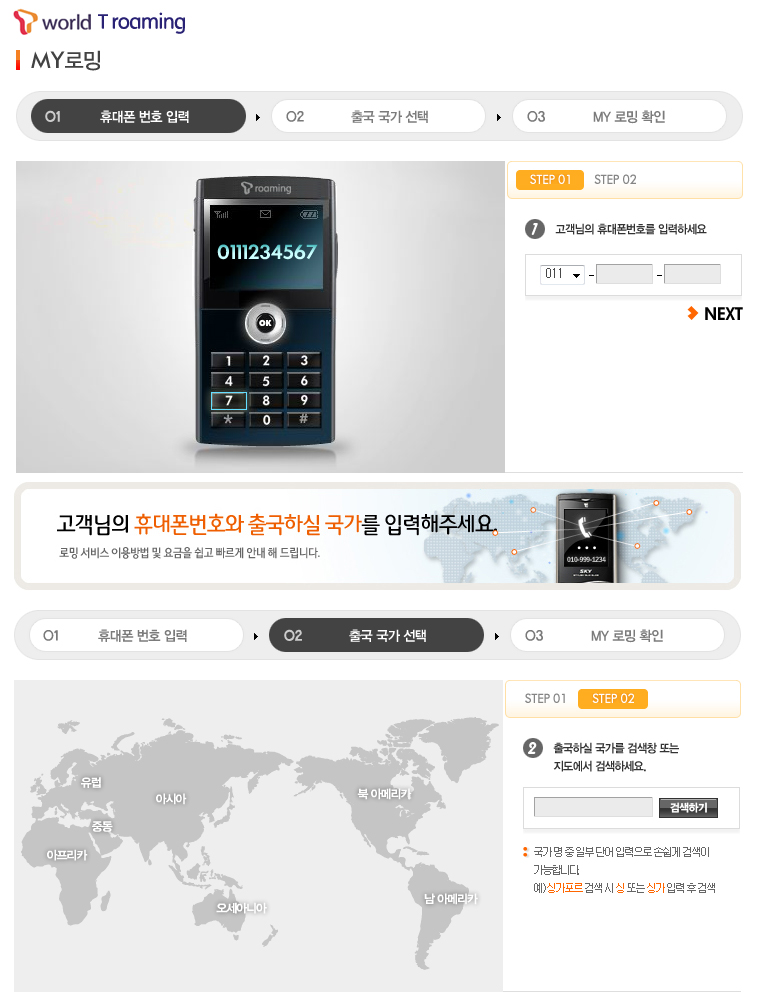 T world T roaming
MY로밍
01 휴대폰 번호 입력
02 출국 국가 선택
03 MY 로밍 확인
T roaming
0111234567
OK
1 2 3
4 5 6
7 8 9
* 0 #
STEP 01 STEP 02
1 고객님의 휴대폰번호를 입력하세요
011 - -
NEXT
고객님의 휴대폰번호와 출국하실 국가를 입력해주세요.
로밍 서비스 이용방법 및 요금을 쉽고 빠르게 안내 해 드립니다.
010-999-1234
SKY
01 휴대폰 번호 입력
02 출국 국가 선택
03 MY 로밍 확인
유럽
아시아
북 아메리카
중동
아프리카
남 아메리카
오세아니아
STEP 01 STEP 02
2 출국하실 국가를 검색창 또는
지도에서 검색하세요.
검색하기
국가 명 중 일부 단어 입력으로 손쉽게 검색이
가능합니다.
예)싱가포르 검색 시 싱 또는 싱가 입력 후 검색